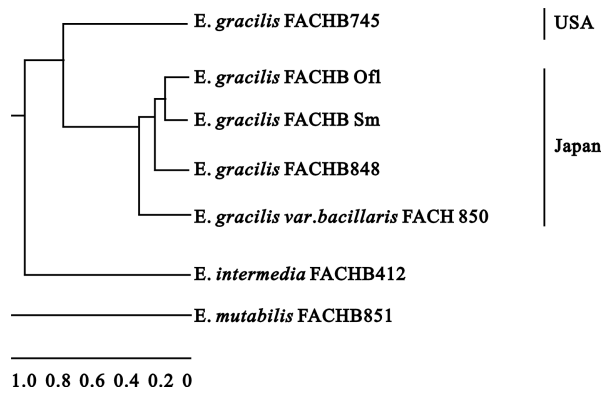 E. gracilis FACHB745
USA
E. gracilis FACHB Ofl
E. gracilis FACHB Sm
Japan
E. gracilis FACHB848
E. gracilis var.bacillaris FACH 850
E. intermedia FACHB412
E. mutabilis FACHB851
1.0 0.8 0.6 0.4 0.2 0